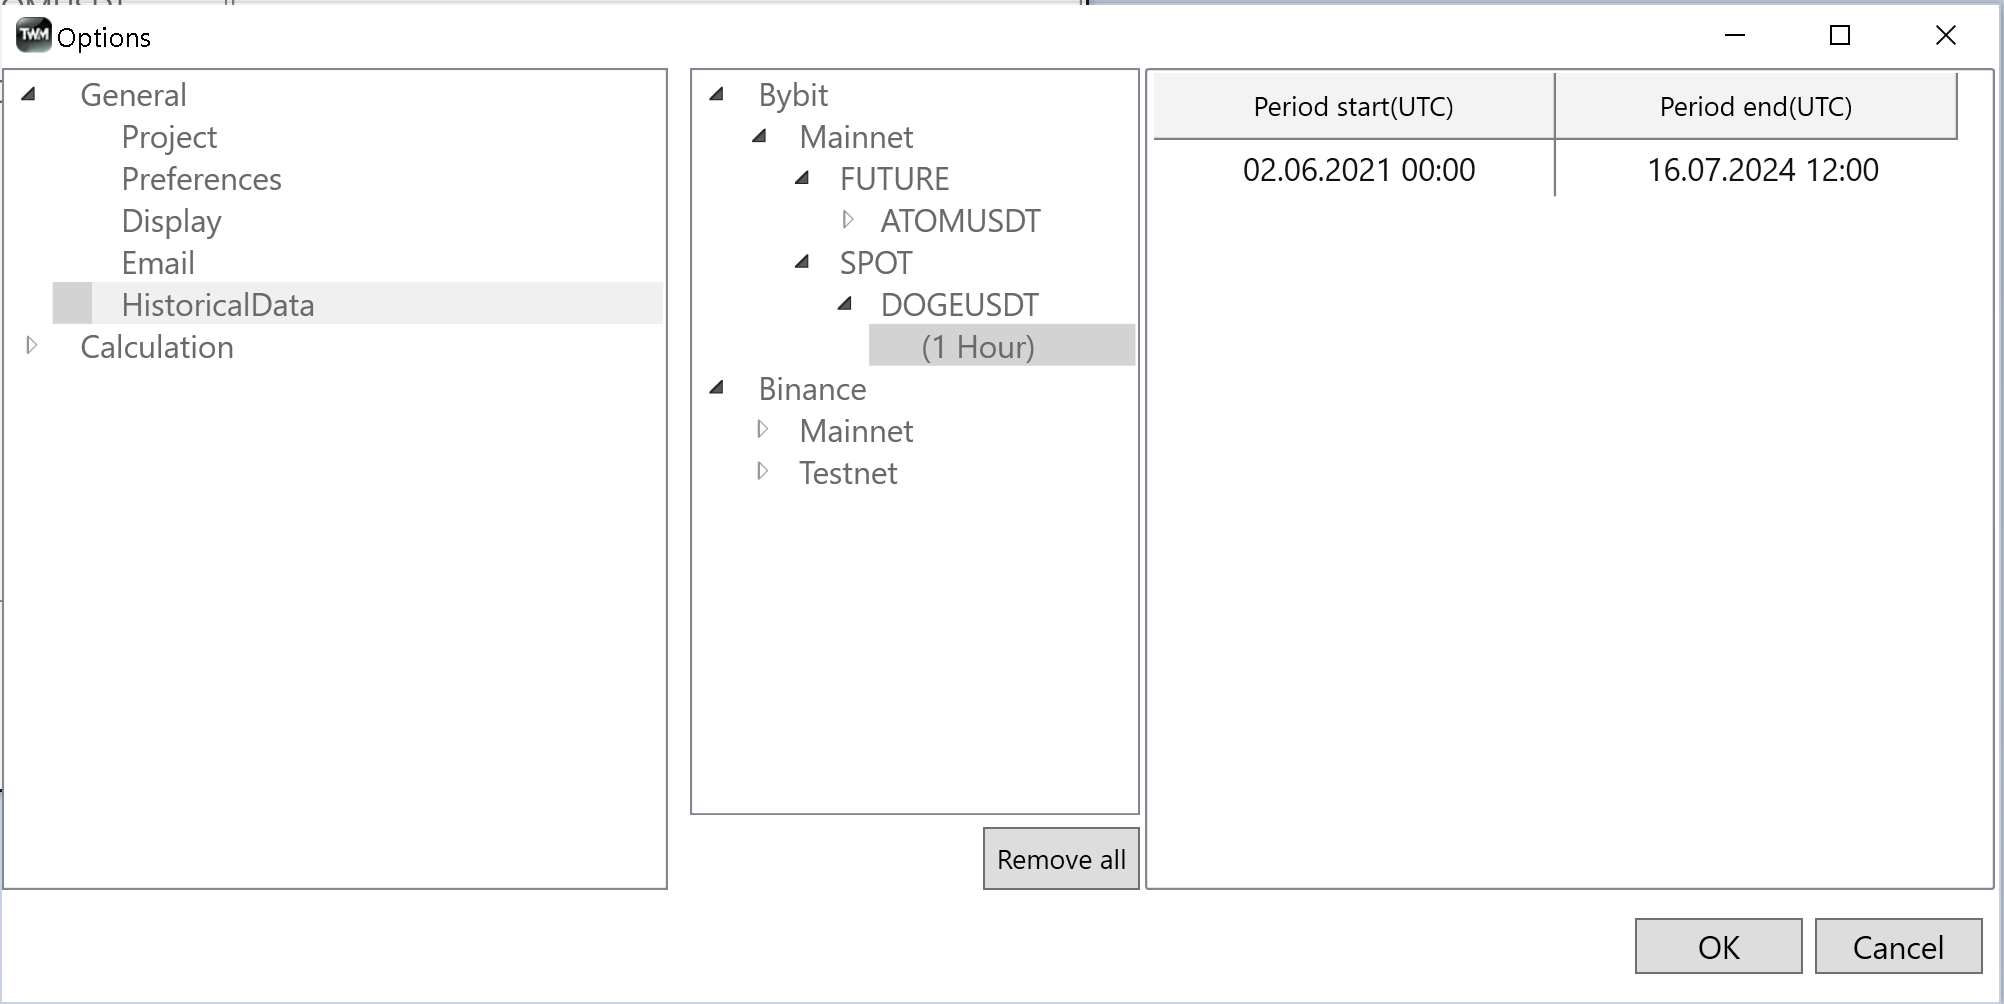 TWM Options
General
Project
Preferences
Display
Email
HistoricalData
Calculation
Bybit
Mainnet
FUTURE
ATOMUSDT
SPOT
DOGEUSDT
(1 Hour)
Binance
Mainnet
Testnet
Remove all
Period start(UTC) Period end(UTC)
02.06.2021 00:00 16.07.2024 12:00
OK Cancel